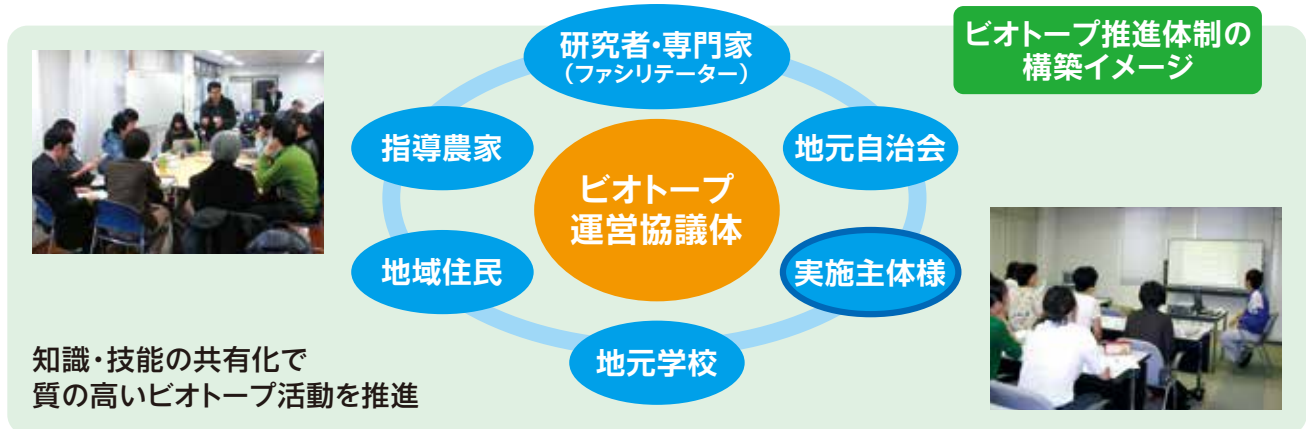 ビオトープ推進体制の
構築イメージ
研究者・専門家
（ファシリテーター）
指導農家
地元自治会
ビオトープ
運営協議体
地域住民
実施主体様
地元学校
知識・技能の共有化で
質の高いビオトープ活動を推進